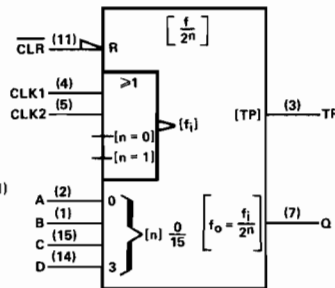 CLR (11) R [f/2ⁿ]
≥1
CLK1 (4)
CLK2 (5)
[fᵢ] [TP] (3) TP
[n = 0]
[n = 1]
)
A (2) 0
B (1) [n] 0/15 [f₀ = fᵢ/2ⁿ] (7) Q
C (15)
D (14) 3